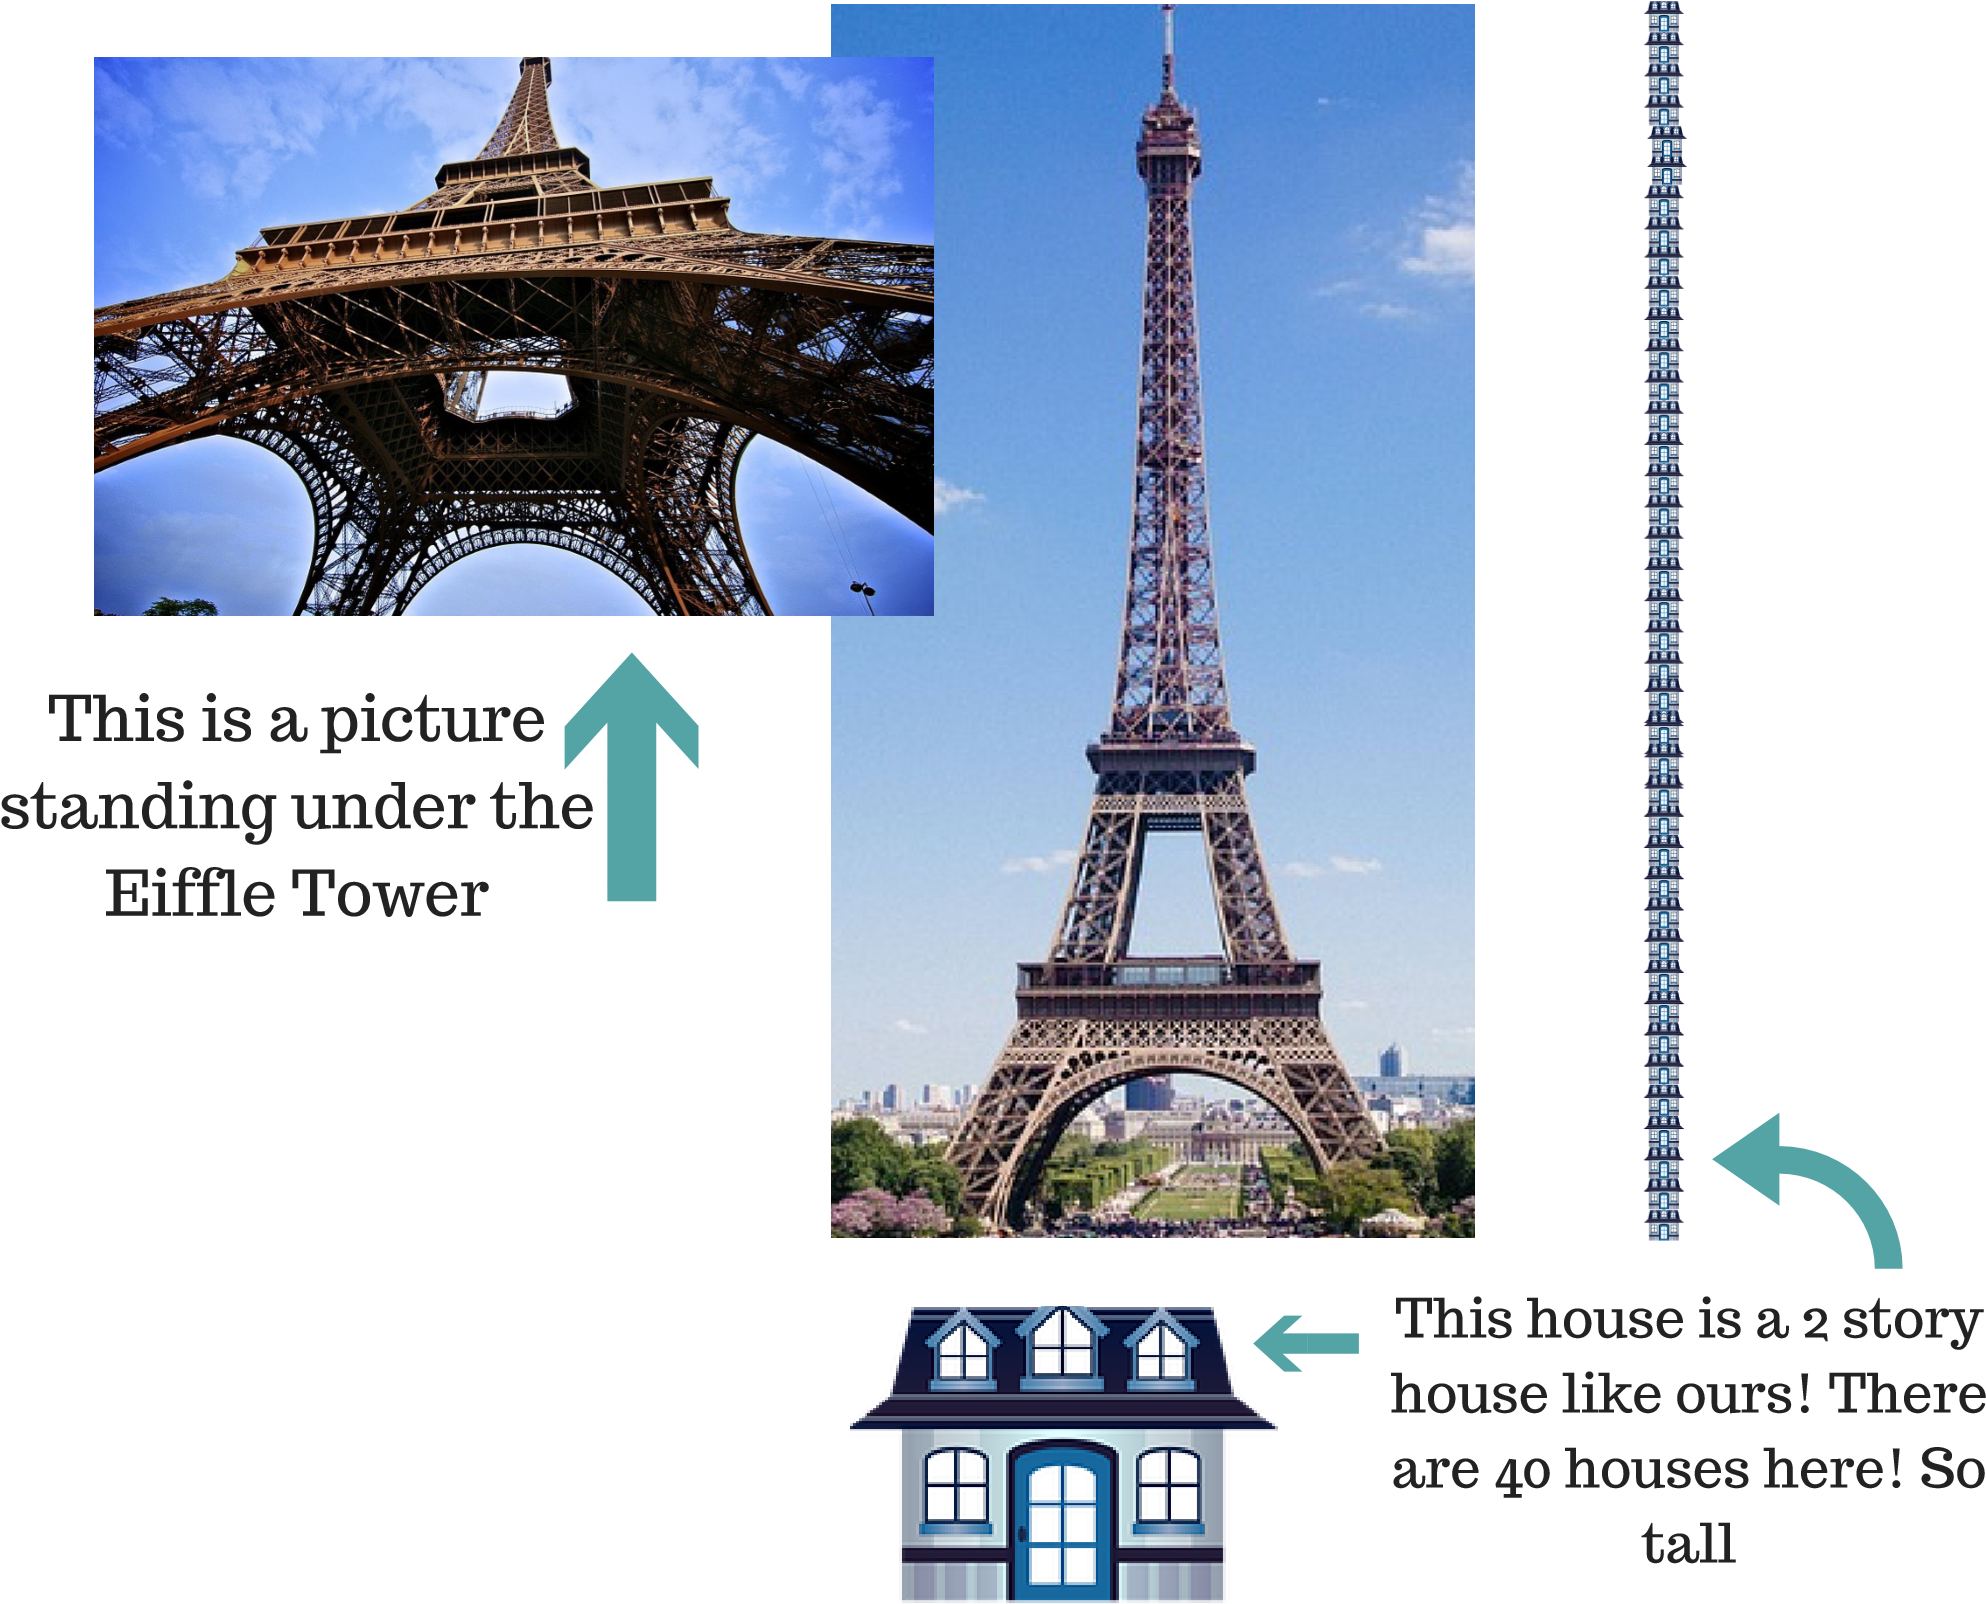 This is a picture
standing under the
Eiffle Tower
This house is a 2 story
house like ours! There
are 40 houses here! So
tall